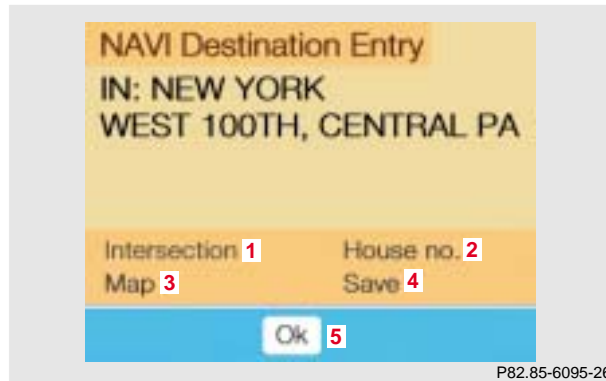 NAVI Destination Entry
IN: NEW YORK
WEST 100TH, CENTRAL PA
Intersection 1 House no. 2
Map 3 Save 4
Ok 5
P82.85-6095-26